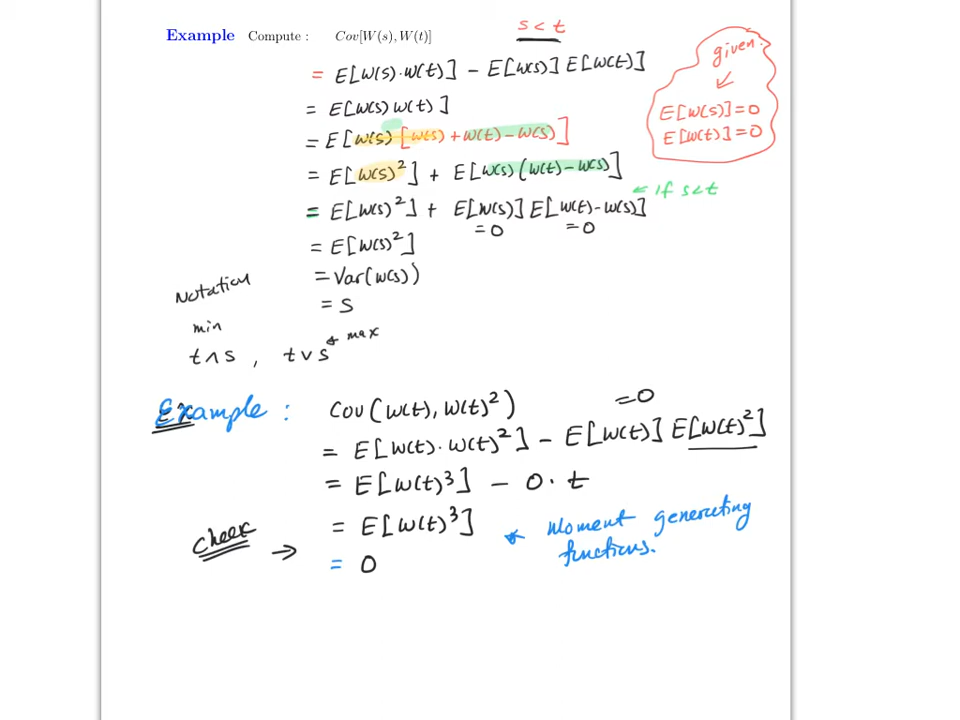 s < t
Example Compute : Cov[W(s), W(t)]
= E[W(s)·W(t)] − E[W(s)] E[W(t)]
= E[W(s) W(t)]
= E[W(s) [W(s) + W(t) − W(s)]
= E[W(s)²] + E[W(s) (W(t) − W(s)]
= E[W(s)²] + E[W(s)] E[W(t) − W(s)] ← if s<t
=0 =0
= E[W(s)²]
= Var(W(s))
= s
given:
E[W(s)]=0
E[W(t)]=0
Notation
min
t ∧ s , t ∨ s ← max
Example : Cov(W(t), W(t)²)
=0
= E[W(t)·W(t)²] − E[W(t)] E[W(t)²]
= E[W(t)³] − 0 · t
= E[W(t)³] ← Moment generating
functions.
check → = 0